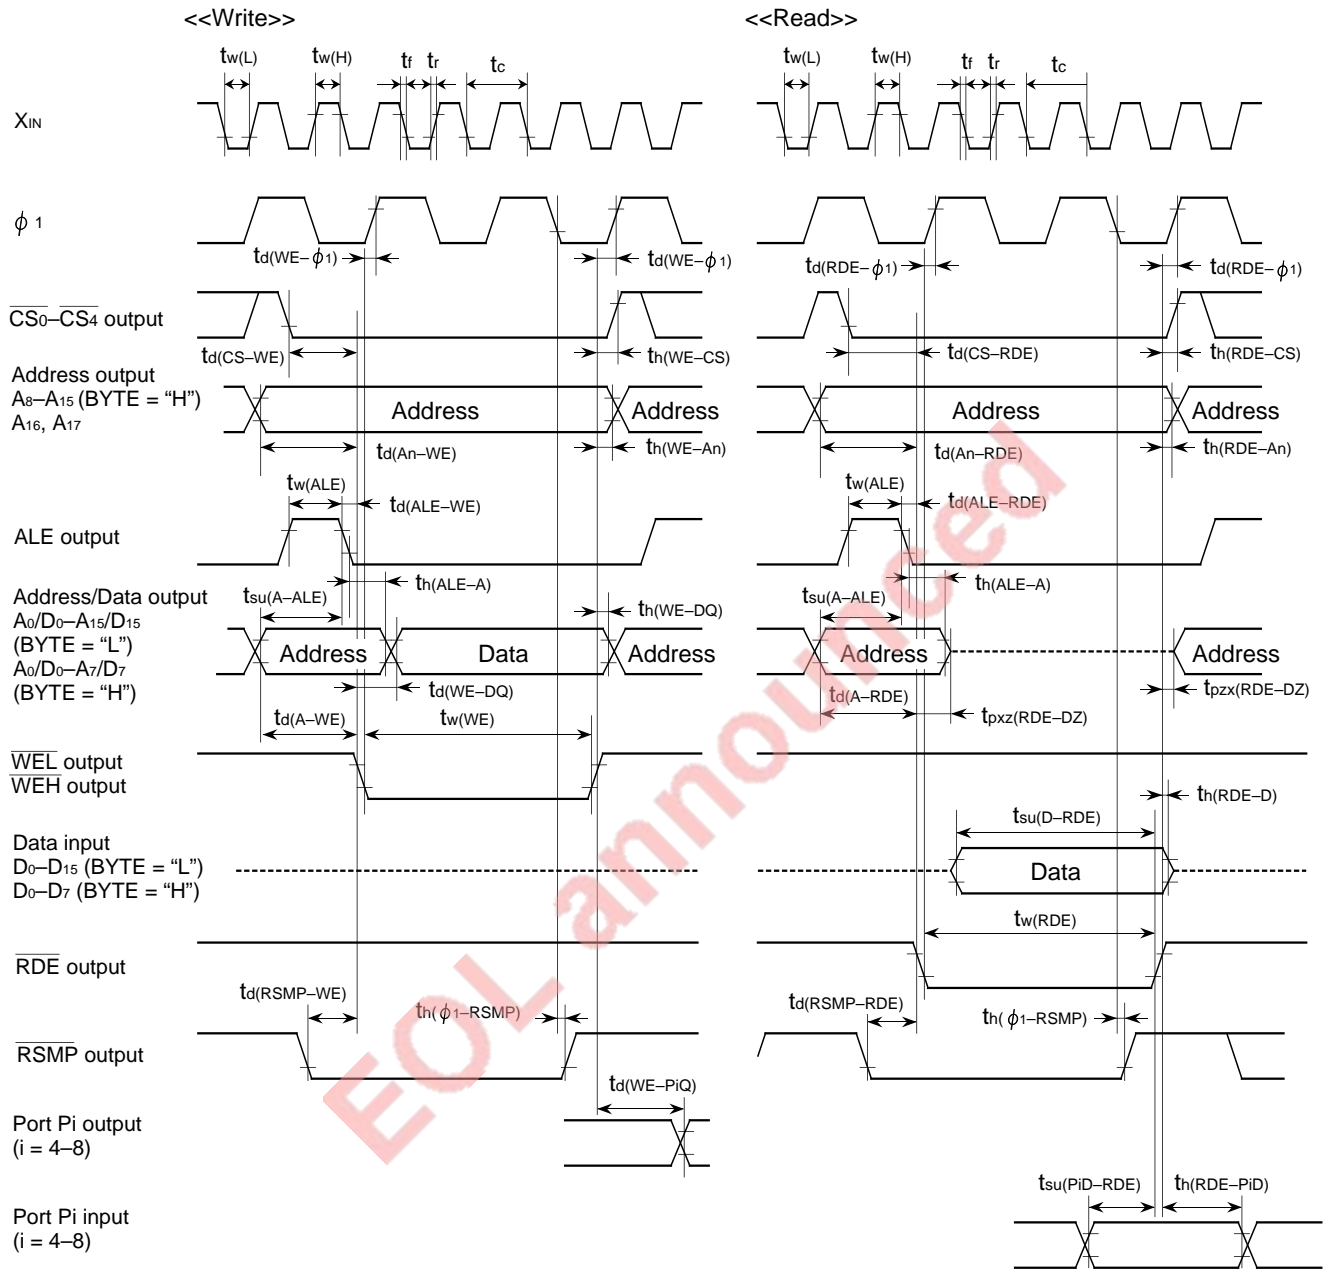 <<Write>> <<Read>>
tw(L) tw(H) tf tr tc tw(L) tw(H) tf tr tc
XIN
ϕ 1
td(WE–ϕ1) td(WE–ϕ1) td(RDE–ϕ1) td(RDE–ϕ1)
CS0–CS4 output
td(CS–WE) th(WE–CS) td(CS–RDE) th(RDE–CS)
Address output
A8–A15 (BYTE = “H”)
A16, A17
Address Address Address Address
td(An–WE) th(WE–An) td(An–RDE) th(RDE–An)
tw(ALE) tw(ALE)
td(ALE–WE) td(ALE–RDE)
ALE output
th(ALE–A) th(ALE–A)
tsu(A–ALE) th(WE–DQ) tsu(A–ALE)
Address/Data output
A0/D0–A15/D15
(BYTE = “L”)
A0/D0–A7/D7
(BYTE = “H”)
Address Data Address Address Address
td(WE–DQ) td(A–RDE) tpzx(RDE–DZ)
td(A–WE) tw(WE) tpxz(RDE–DZ)
WEL output
WEH output
th(RDE–D)
tsu(D–RDE)
Data input
D0–D15 (BYTE = “L”)
D0–D7 (BYTE = “H”)
Data
tw(RDE)
RDE output
td(RSMP–WE) th(ϕ1–RSMP) td(RSMP–RDE) th(ϕ1–RSMP)
RSMP output
td(WE–PiQ)
Port Pi output
(i = 4–8)
tsu(PiD–RDE) th(RDE–PiD)
Port Pi input
(i = 4–8)
EOL announced